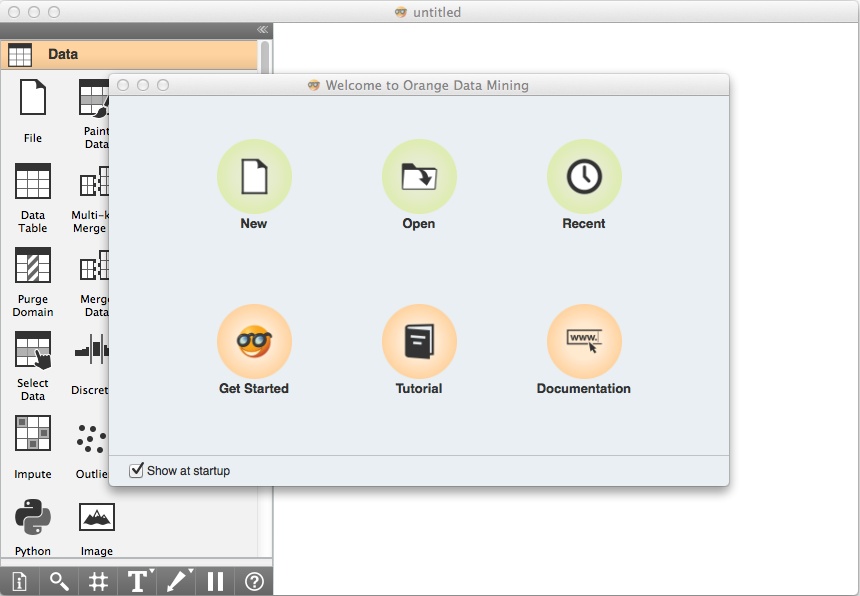 untitled
Data
Welcome to Orange Data Mining
File
Paint
Data
Data
Table
Multi-k
Merge
Purge
Domain
Merg
Data
Select
Data
Discret
Impute
Outlie
Python
Image
New
Open
Recent
www.
Get Started
Tutorial
Documentation
Show at startup